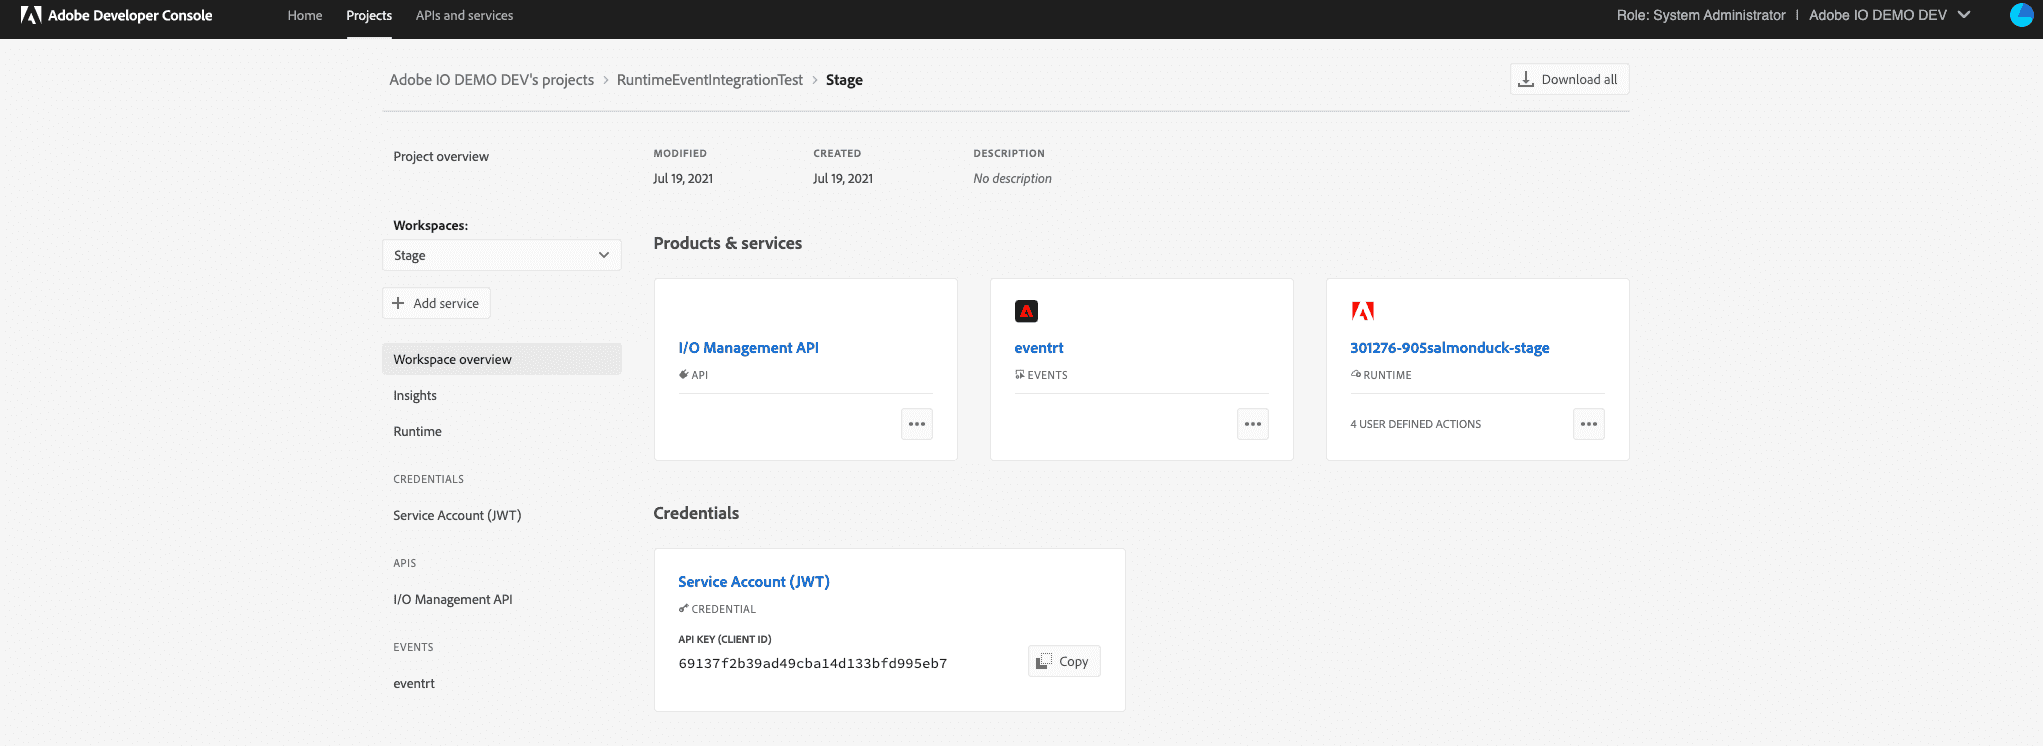 Adobe Developer Console
Home
Projects
APIs and services
Role: System Administrator | Adobe IO DEMO DEV
Adobe IO DEMO DEV's projects > RuntimeEventIntegrationTest > Stage
Download all
Project overview
MODIFIED
Jul 19, 2021
CREATED
Jul 19, 2021
DESCRIPTION
No description
Workspaces:
Stage
Add service
Workspace overview
Insights
Runtime
CREDENTIALS
Service Account (JWT)
APIS
I/O Management API
EVENTS
eventrt
Products & services
I/O Management API
API
eventrt
EVENTS
301276-905salmonduck-stage
RUNTIME
4 USER DEFINED ACTIONS
Credentials
Service Account (JWT)
CREDENTIAL
API KEY (CLIENT ID)
69137f2b39ad49cba14d133bfd995eb7
Copy